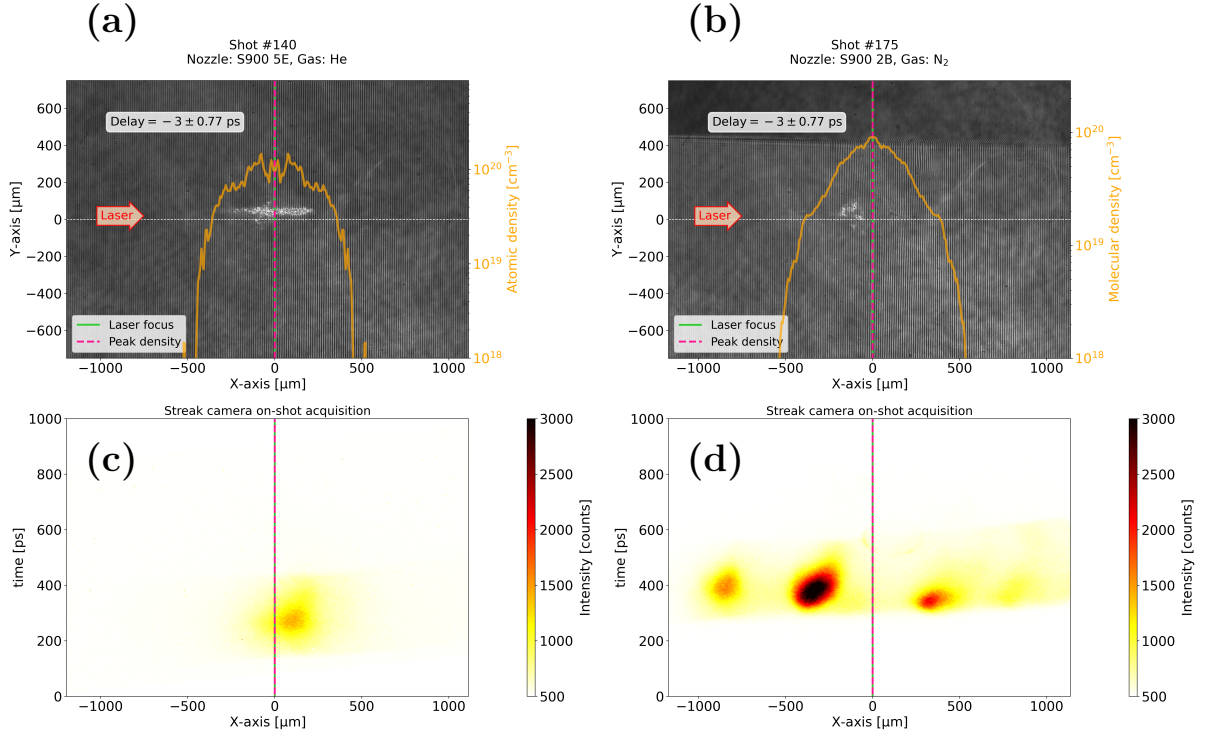 (a)
Shot #140
Nozzle: S900 5E, Gas: He
Delay = − 3 ± 0.77 ps
Laser
Laser focus
Peak density
600
400
200
0
−200
−400
−600
Y-axis [μm]
−1000
−500
0
500
1000
X-axis [μm]
10²⁰
10¹⁹
10¹⁸
Atomic density [cm⁻³]
(b)
Shot #175
Nozzle: S900 2B, Gas: N₂
Delay = − 3 ± 0.77 ps
Laser
Laser focus
Peak density
600
400
200
0
−200
−400
−600
Y-axis [μm]
−1000
−500
0
500
1000
X-axis [μm]
10²⁰
10¹⁹
10¹⁸
Molecular density [cm⁻³]
Streak camera on-shot acquisition
(c)
1000
800
600
400
200
0
time [ps]
−1000
−500
0
500
1000
X-axis [μm]
3000
2500
2000
1500
1000
500
Intensity [counts]
Streak camera on-shot acquisition
(d)
1000
800
600
400
200
0
time [ps]
−1000
−500
0
500
1000
X-axis [μm]
3000
2500
2000
1500
1000
500
Intensity [counts]